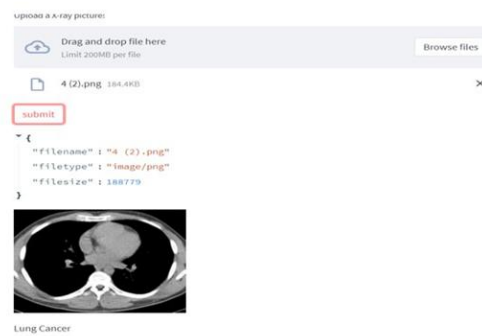 Upload a X-ray picture:
Drag and drop file here
Limit 200MB per file
Browse files
4 (2).png 184.4KB
submit
{
"filename" : "4 (2).png"
"filetype" : "image/png"
"filesize" : 188779
}
Lung Cancer